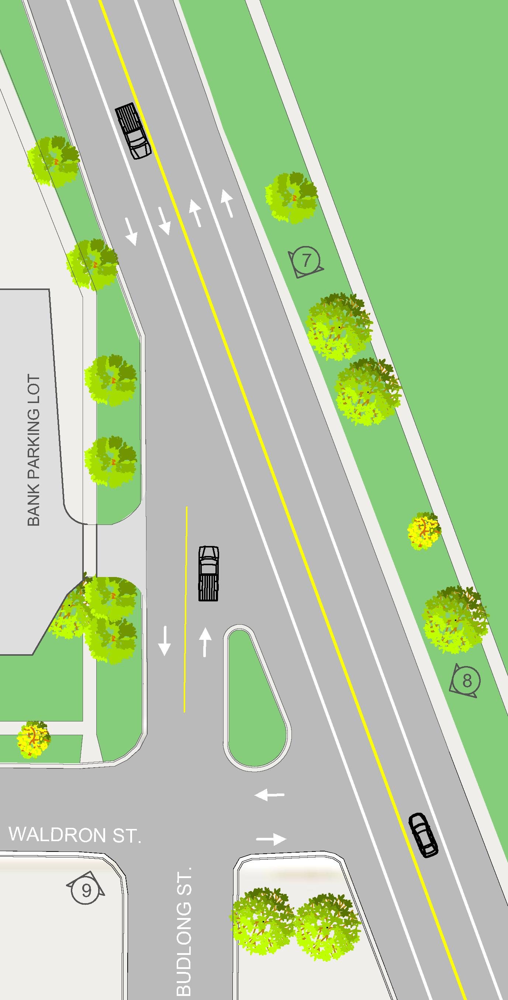 7
BANK PARKING LOT
8
WALDRON ST.
9
BUDLONG ST.